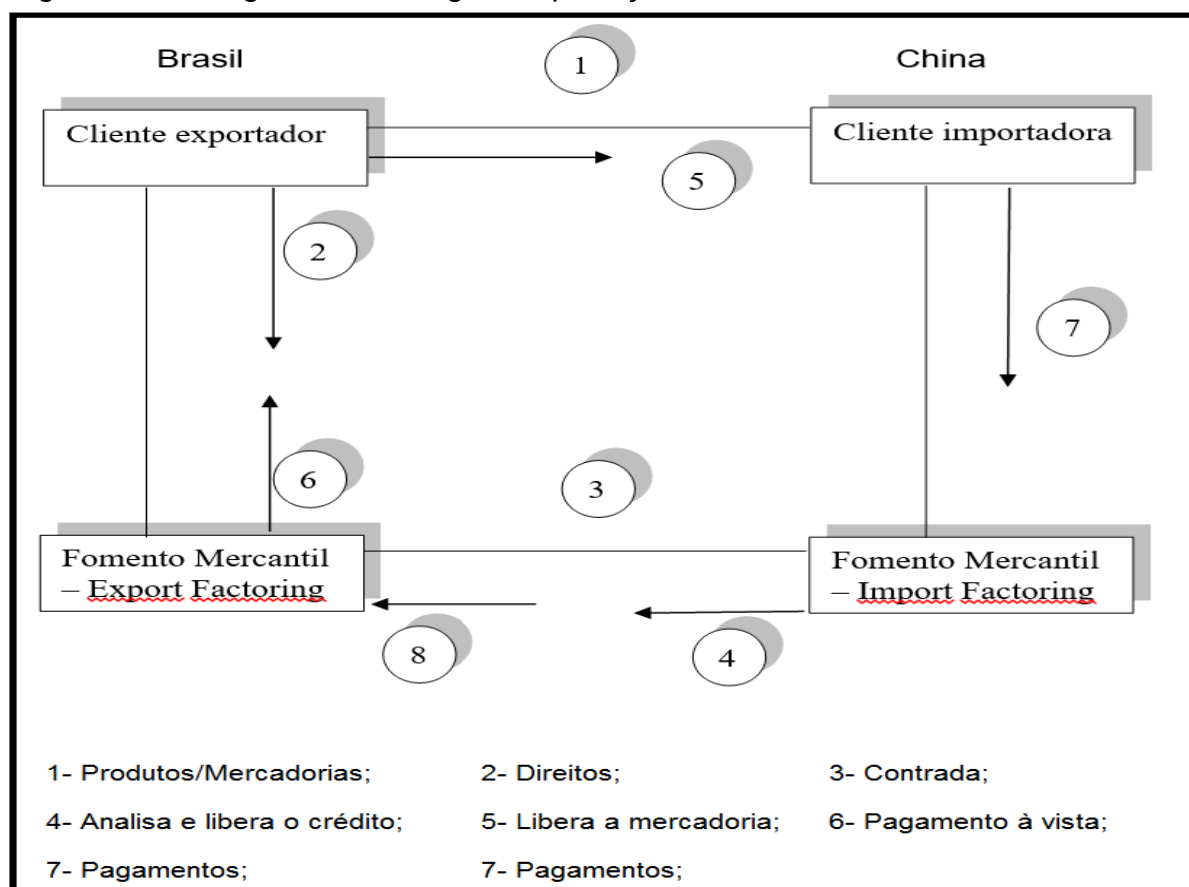 Brasil
1
China
Cliente exportador
Cliente importadora
5
2
7
6
3
Fomento Mercantil
– Export Factoring
Fomento Mercantil
– Import Factoring
8
4
1- Produtos/Mercadorias;
2- Direitos;
3- Contrada;
4- Analisa e libera o crédito;
5- Libera a mercadoria;
6- Pagamento à vista;
7- Pagamentos;
7- Pagamentos;